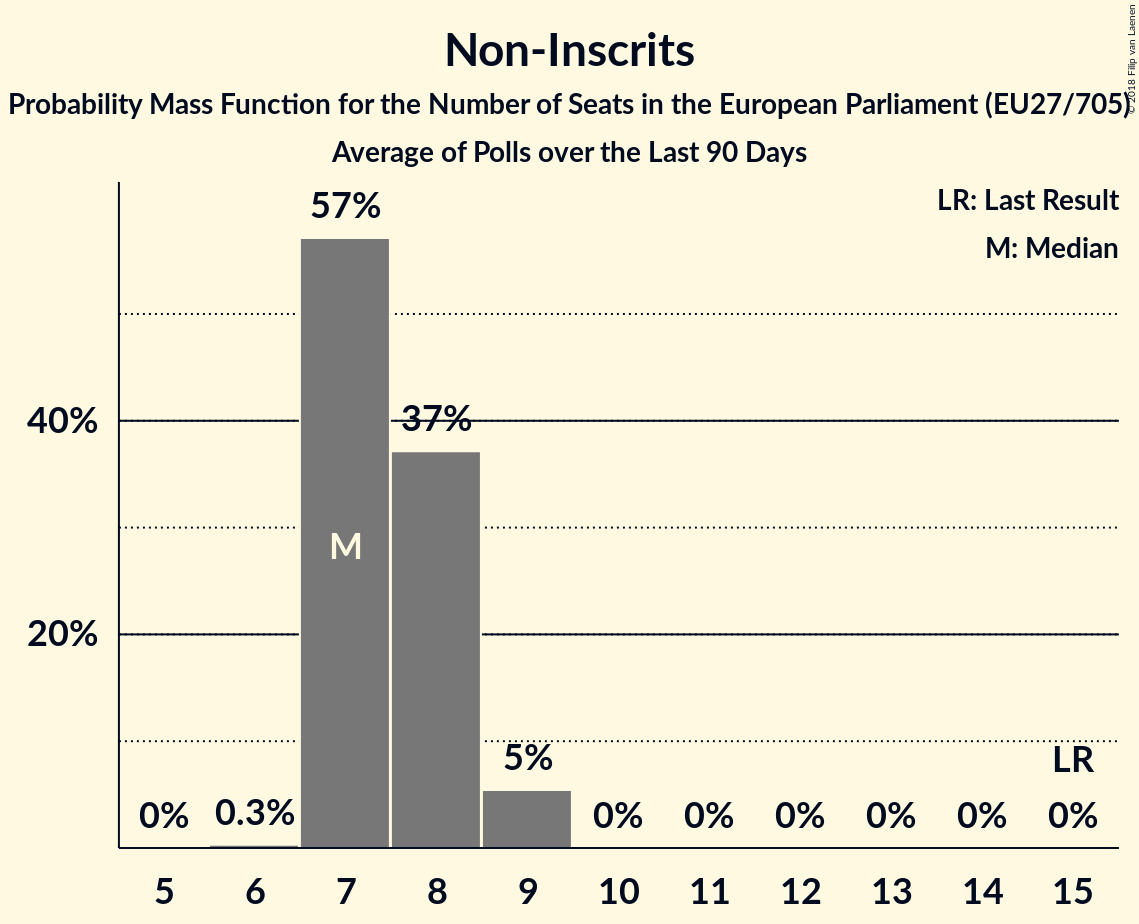 Non-Inscrits
Probability Mass Function for the Number of Seats in the European Parliament (EU27/705)
Average of Polls over the Last 90 Days
© 2018 Filip van Laenen
LR: Last Result
M: Median
57%
40%
37%
M
20%
5%
LR
0%
0.3%
0%
0%
0%
0%
0%
0%
5 6 7 8 9 10 11 12 13 14 15